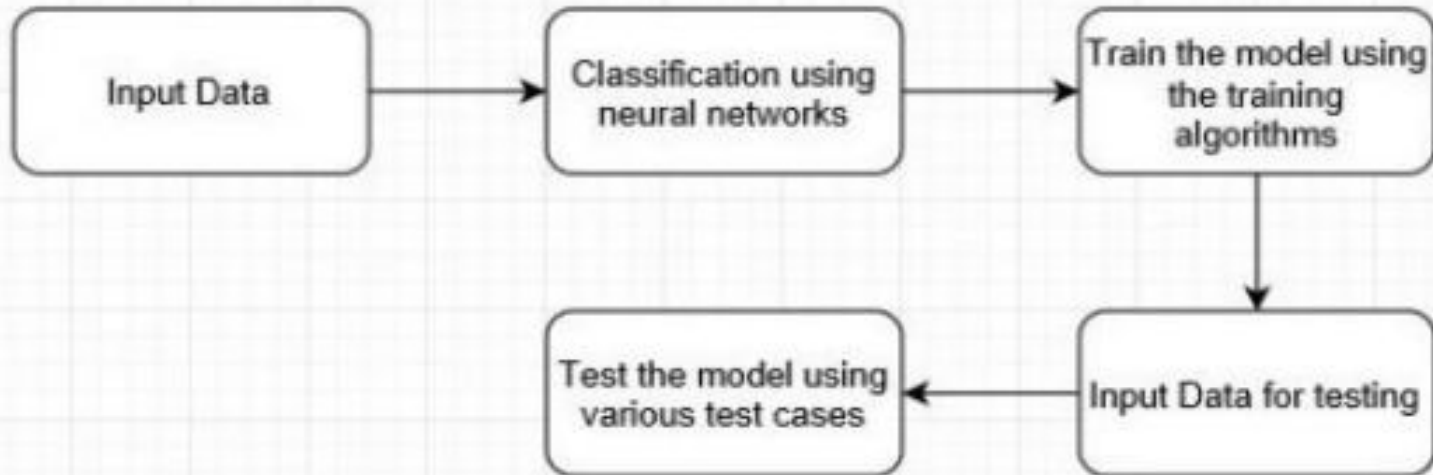 Input Data
Classification using
neural networks
Train the model using
the training
algorithms
Input Data for testing
Test the model using
various test cases